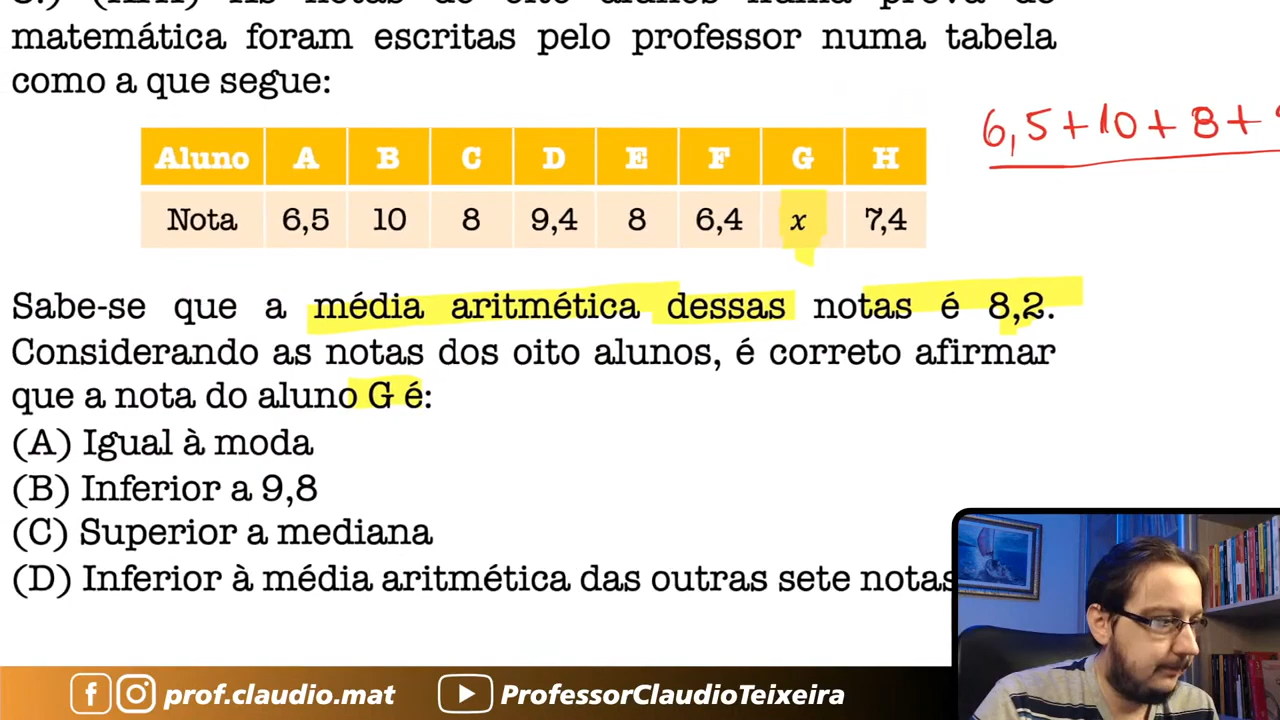 matemática foram escritas pelo professor numa tabela
como a que segue:
6,5+10+8+
Aluno A B C D E F G H
Nota 6,5 10 8 9,4 8 6,4 x 7,4
Sabe-se que a média aritmética dessas notas é 8,2.
Considerando as notas dos oito alunos, é correto afirmar
que a nota do aluno G é:
(A) Igual à moda
(B) Inferior a 9,8
(C) Superior a mediana
(D) Inferior à média aritmética das outras sete notas
prof.claudio.mat ProfessorClaudioTeixeira